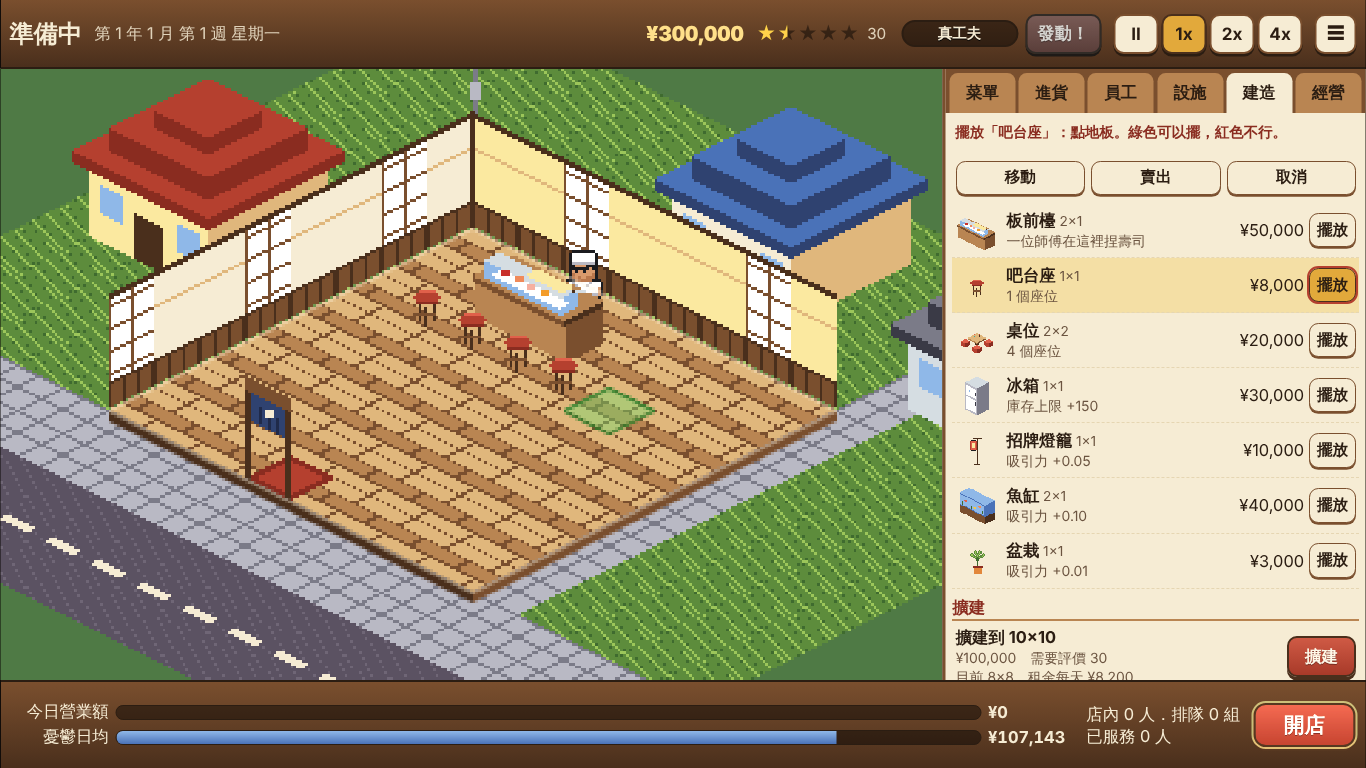 準備中
第 1 年 1 月 第 1 週 星期一
¥300,000
30
真工夫
發動！
1x
2x
4x
菜單
進貨
員工
設施
建造
經營
擺放「吧台座」：點地板。綠色可以擺，紅色不行。
移動
賣出
取消
板前檯 2×1
一位師傅在這裡捏壽司
¥50,000
擺放
吧台座 1×1
1 個座位
¥8,000
擺放
桌位 2×2
4 個座位
¥20,000
擺放
冰箱 1×1
庫存上限 +150
¥30,000
擺放
招牌燈籠 1×1
吸引力 +0.05
¥10,000
擺放
魚缸 2×1
吸引力 +0.10
¥40,000
擺放
盆栽 1×1
吸引力 +0.01
¥3,000
擺放
擴建
擴建到 10×10
¥100,000 需要評價 30
目前 8×8 租金每天 ¥8,200
擴建
今日營業額
¥0
憂鬱日均
¥107,143
店內 0 人．排隊 0 組
已服務 0 人
開店